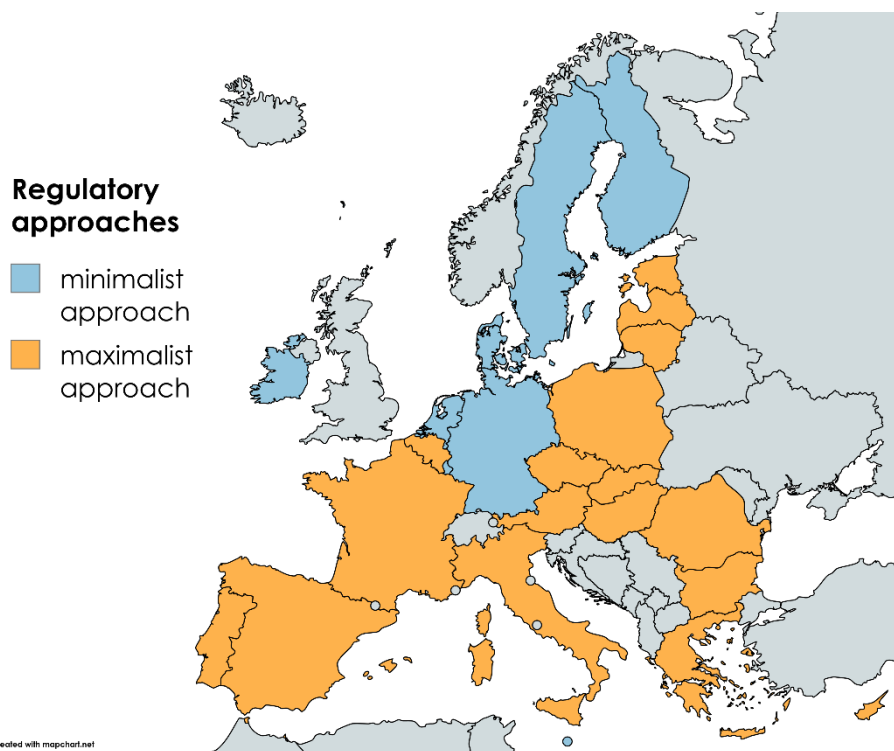 Regulatory
approaches
minimalist
approach
maximalist
approach
eated with mapchart.net